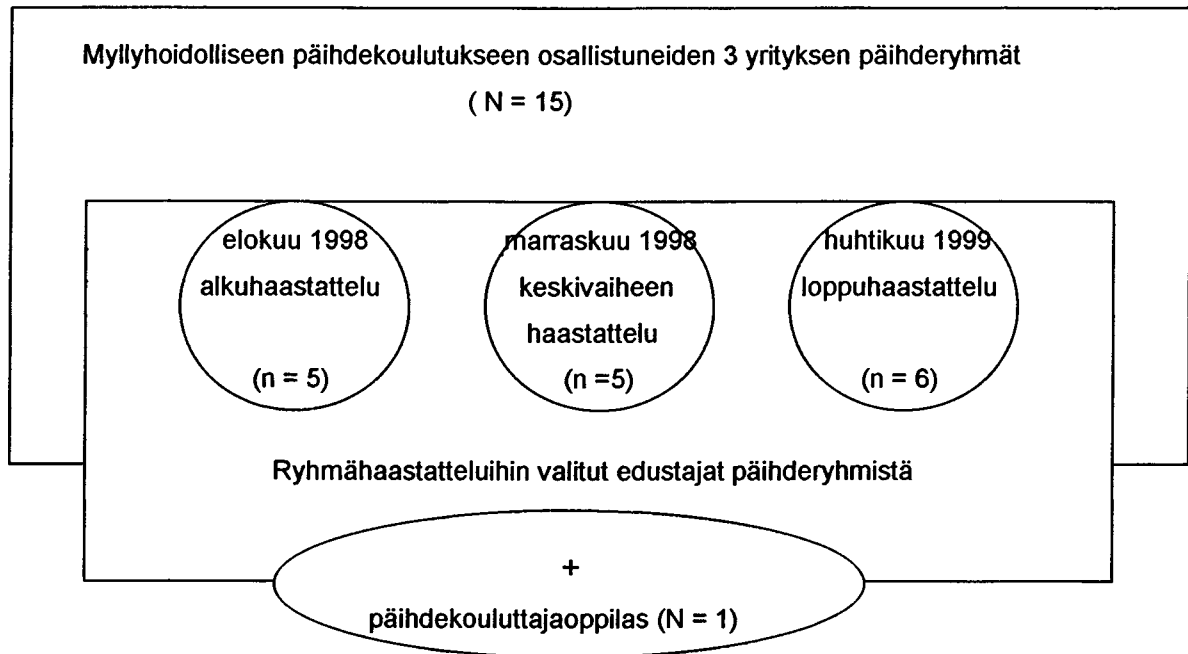 Myllyhoidolliseen päihdekoulutukseen osallistuneiden 3 yrityksen päihderyhmät
( N = 15)
elokuu 1998
alkuhaastattelu
(n = 5)
marraskuu 1998
keskivaiheen
haastattelu
(n =5)
huhtikuu 1999
loppuhaastattelu
(n = 6)
Ryhmähaastatteluihin valitut edustajat päihderyhmistä
+
päihdekouluttajaoppilas (N = 1)